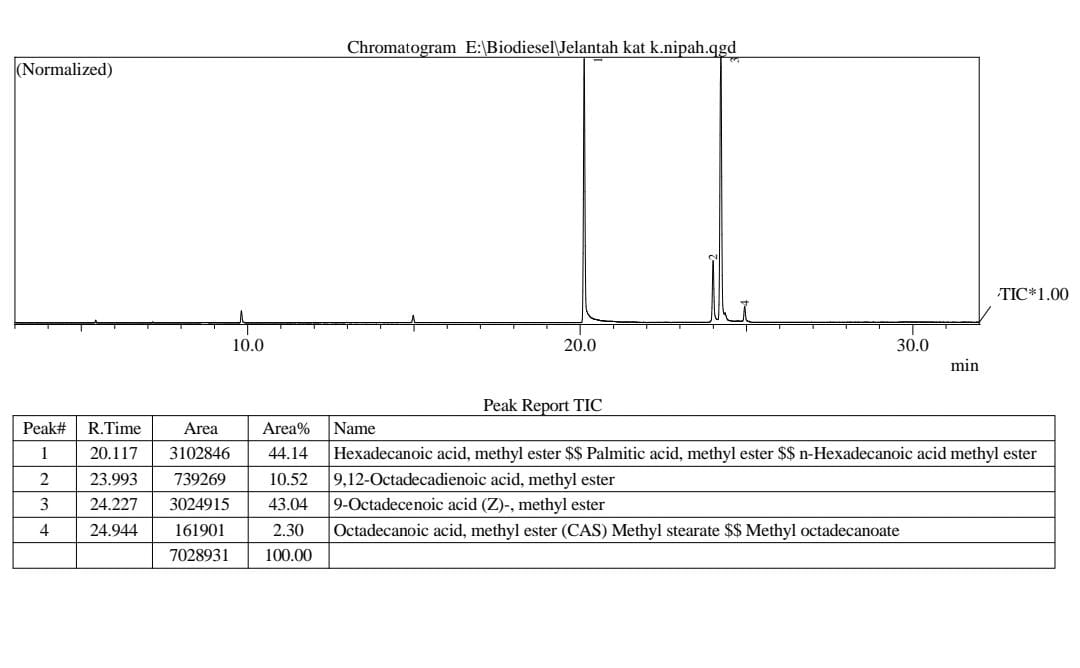 Chromatogram E:\Biodiesel\Jelantah kat k.nipah.qgd
(Normalized)
1
3
2
4
TIC*1.00
10.0 20.0 30.0
min
Peak Report TIC
Peak# R.Time Area Area% Name
1 20.117 3102846 44.14 Hexadecanoic acid, methyl ester $$ Palmitic acid, methyl ester $$ n-Hexadecanoic acid methyl ester
2 23.993 739269 10.52 9,12-Octadecadienoic acid, methyl ester
3 24.227 3024915 43.04 9-Octadecenoic acid (Z)-, methyl ester
4 24.944 161901 2.30 Octadecanoic acid, methyl ester (CAS) Methyl stearate $$ Methyl octadecanoate
7028931 100.00